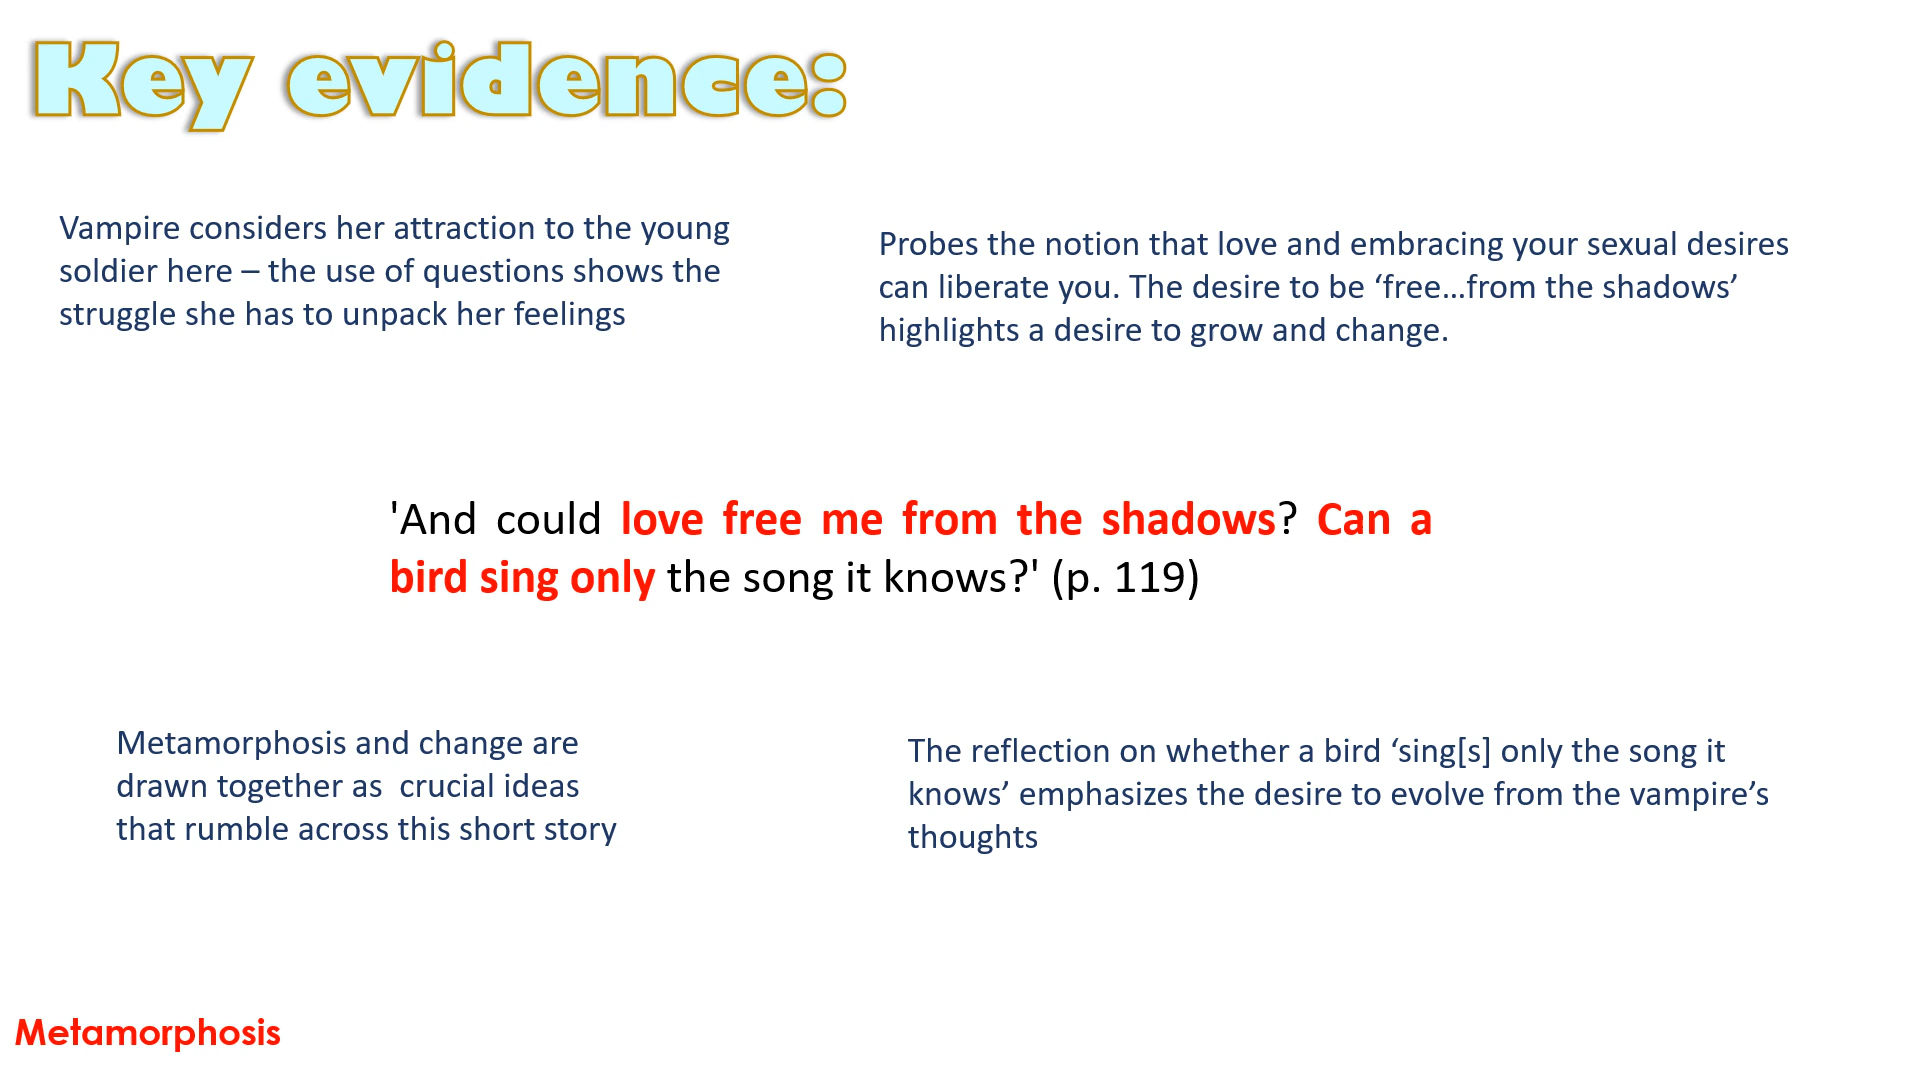 Key evidence:
Vampire considers her attraction to the young
soldier here – the use of questions shows the
struggle she has to unpack her feelings
Probes the notion that love and embracing your sexual desires
can liberate you. The desire to be ‘free…from the shadows’
highlights a desire to grow and change.
'And could love free me from the shadows? Can a
bird sing only the song it knows?' (p. 119)
Metamorphosis and change are
drawn together as  crucial ideas
that rumble across this short story
The reflection on whether a bird ‘sing[s] only the song it
knows’ emphasizes the desire to evolve from the vampire’s
thoughts
Metamorphosis